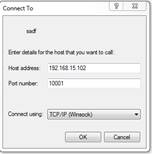 Connect To
sadf
Enter details for the host that you want to call:
Host address: 192.168.15.102
Port number: 10001
Connect using: TCP/IP (Winsock)
OK Cancel